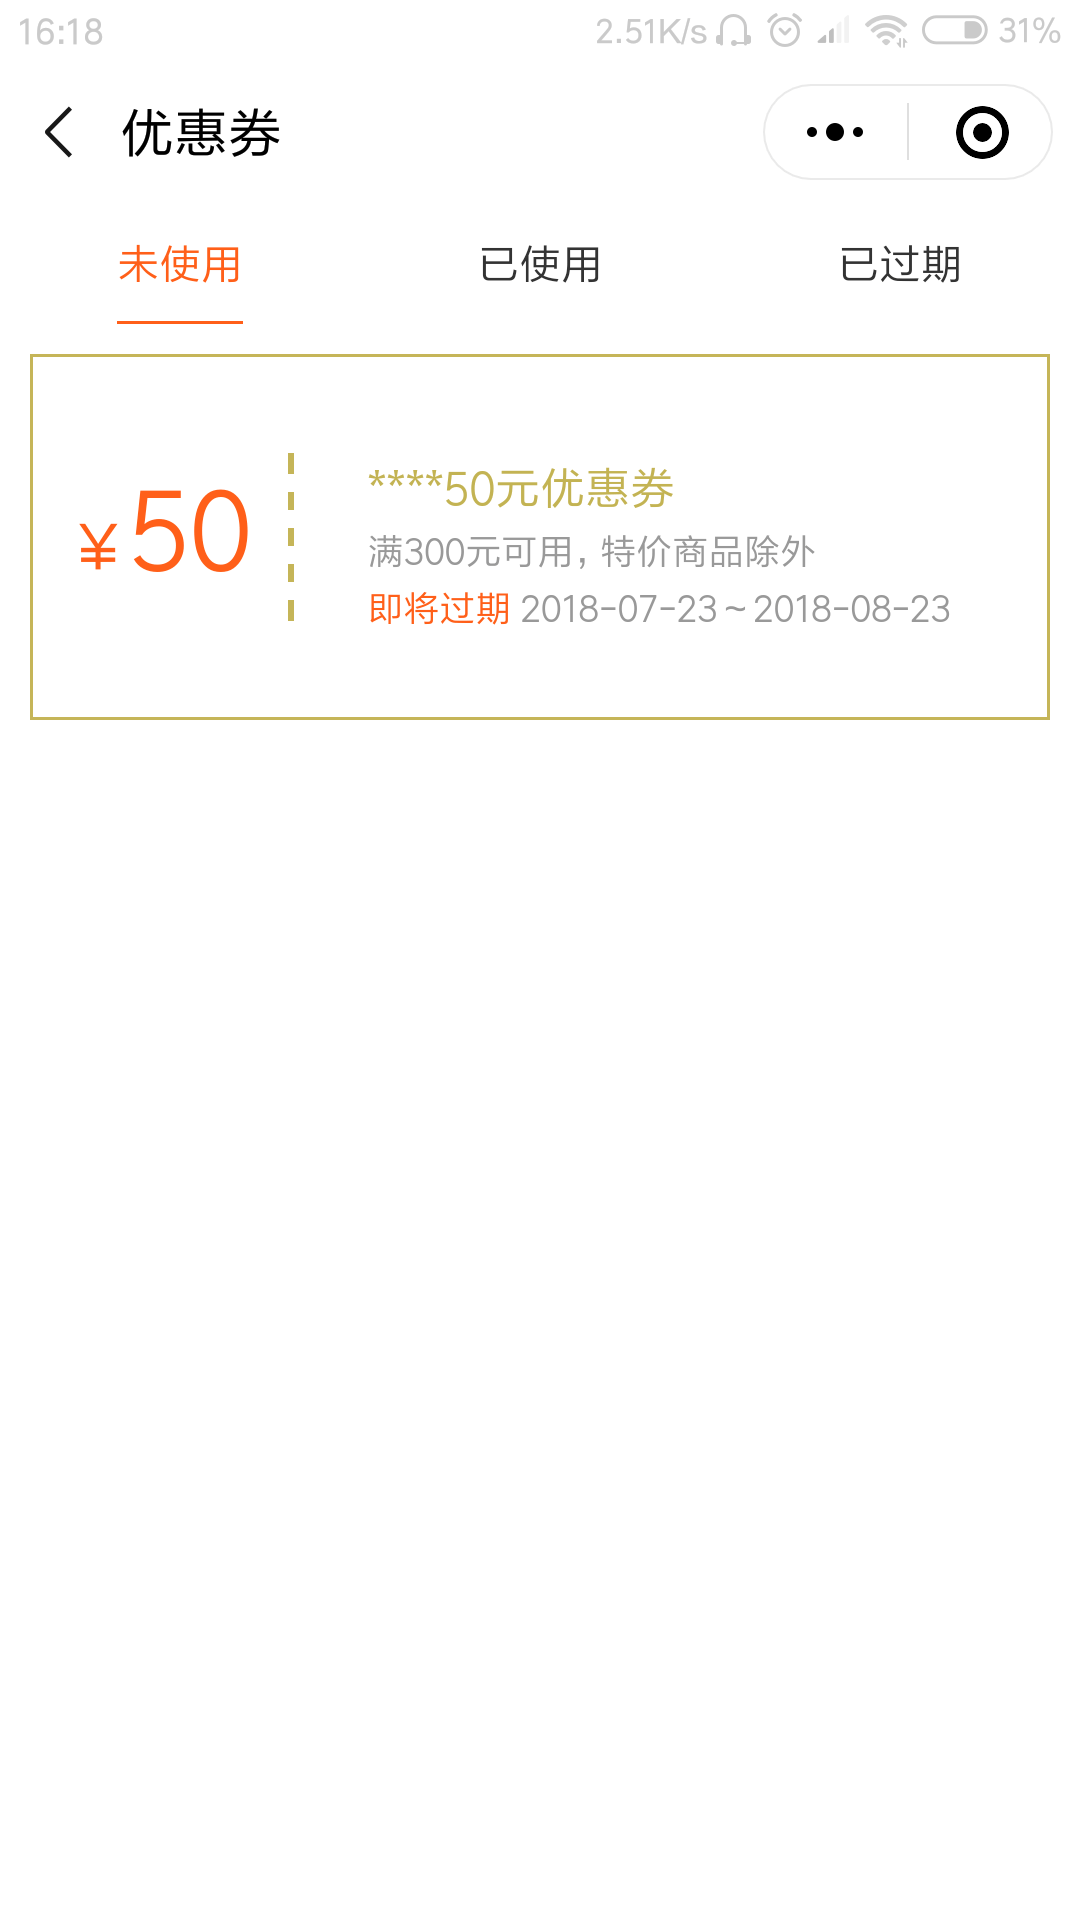 16:18 2.51K/s 31%
优惠券
未使用 已使用 已过期
¥50
****50元优惠券
满300元可用，特价商品除外
即将过期 2018-07-23 ~ 2018-08-23